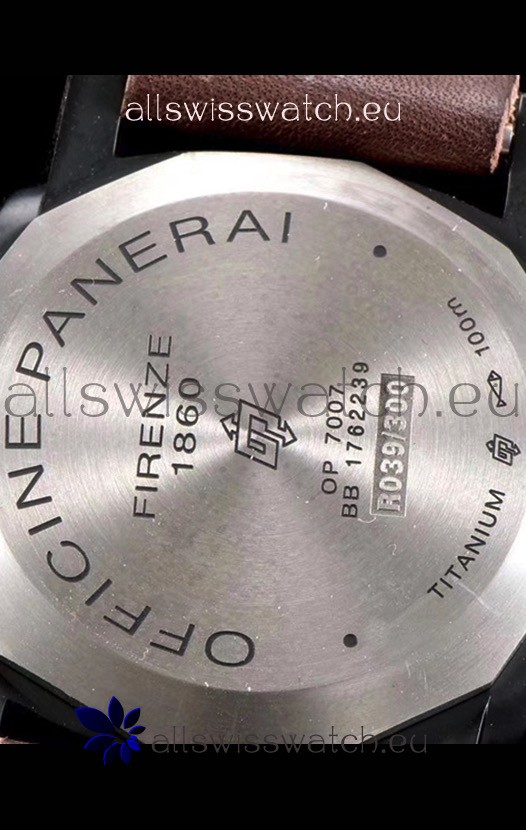 allswisswatch.eu
OFFICINE PANERAI
FIRENZE
1860
OP 7007
BB 1762239
R039/300
100m
TITANIUM
allswisswatch.eu
allswisswatch.eu